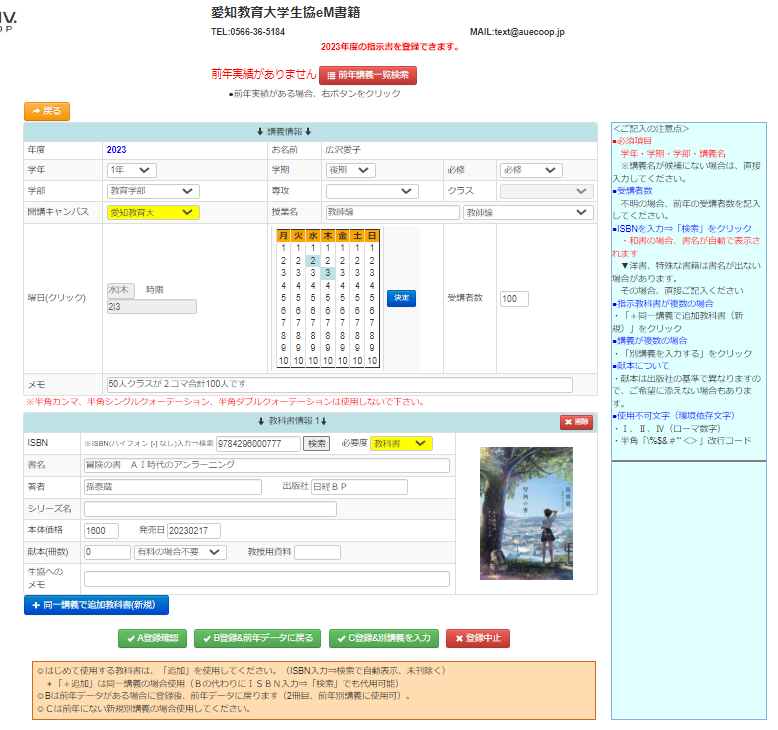 IV.
O P
愛知教育大学生協eM書籍
TEL:0566-36-5184 MAIL:text@auecoop.jp
2023年度の指示書を登録できます。
前年実績がありません 前年講義一覧検索
●前年実績がある場合、右ボタンをクリック
戻る
講義情報
年度 2023 お名前 広沢愛子
学年 1年 学期 後期 必修 必修
学部 教育学部 専攻 クラス
開講キャンパス 愛知教育大 授業名 教師論 教師論
月 火 水 木 金 土 日
1 1 1 1 1 1 1
2 2 2 2 2 2 2
3 3 3 3 3 3 3
4 4 4 4 4 4 4
5 5 5 5 5 5 5
6 6 6 6 6 6 6
7 7 7 7 7 7 7
8 8 8 8 8 8 8
9 9 9 9 9 9 9
10 10 10 10 10 10 10
曜日(クリック) 水|木 時限
2|3
決定 受講者数 100
メモ 50人クラスが２コマ合計100人です
※半角カンマ、半角シングルクォーテーション、半角ダブルクォーテーションは使用しないで下さい。
教科書情報 1 削除
ISBN ※ISBN(ハイフォン [-] なし)入力⇒検索 9784296000777 検索 必要度 教科書
書名 冒険の書　ＡＩ時代のアンラーニング
著者 孫泰蔵 出版社 日経ＢＰ
シリーズ名
本体価格 1600 発売日 20230217
献本(冊数) 0 有料の場合不要 教授用資料
生協への
メモ
冒険の書
孫泰蔵
同一講義で追加教科書(新規)
A登録確認 B登録&前年データに戻る C登録&別講義を入力 登録中止
◎はじめて使用する教科書は、「追加」を使用してください。（ISBN入力⇒検索で自動表示、未刊除く）
＊「＋追加」は同一講義の場合使用（Ｂの代わりにＩＳＢＮ入力⇒「検索」でも代用可能）
◎Bは前年データがある場合に登録後、前年データに戻ります（2冊目、前年別講義に使用可）。
◎Ｃは前年にない新規別講義の場合使用してください。
＜ご記入の注意点＞
●必須項目
学年・学期・学部・講義名
※講義名が候補にない場合は、直接
入力してください。
●受講者数
不明の場合、前年の受講者数を記入
してください。
●ISBNを入力⇒「検索」をクリック
・和書の場合、書名が自動で表示さ
れます
▼洋書、特殊な書籍は書名が出ない
場合があります。
その場合、直接ご記入ください
●指示教科書が複数の場合
・「＋同一講義で追加教科書（新
規）」をクリック
●講義が複数の場合
・「別講義を入力する」をクリック
●献本について
・献本は出版社の基準で異なりますの
で、ご希望に添えない場合もありま
す。
●使用不可文字（環境依存文字）
・Ⅰ、Ⅱ、Ⅳ（ローマ数字）
・半角「\%$&#'"<>」改行コード